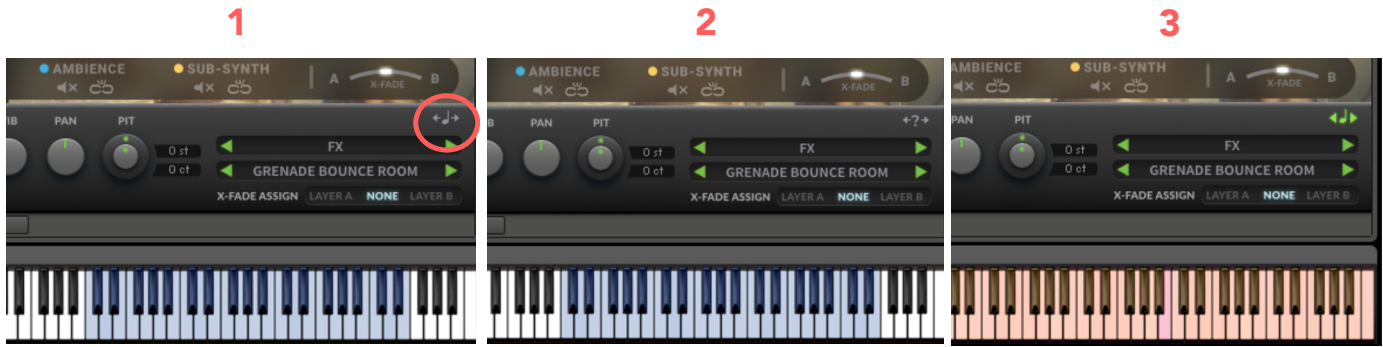 1
2
3
AMBIENCE SUB-SYNTH A B
X-FADE
IB PAN PIT
0 st
0 ct
FX
GRENADE BOUNCE ROOM
X-FADE ASSIGN LAYER A NONE LAYER B
AMBIENCE SUB-SYNTH A B
X-FADE
B PAN PIT ?
0 st
0 ct
FX
GRENADE BOUNCE ROOM
X-FADE ASSIGN LAYER A NONE LAYER B
AMBIENCE SUB-SYNTH A B
X-FADE
PAN PIT
0 st
0 ct
FX
GRENADE BOUNCE ROOM
X-FADE ASSIGN LAYER A NONE LAYER B